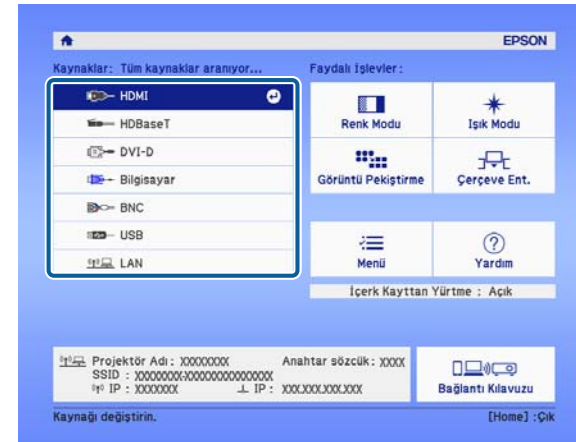 EPSON
Kaynaklar: Tüm kaynaklar aranıyor...
Faydalı İşlevler :
HDMI
HDBaseT
DVI-D
Bilgisayar
BNC
USB
LAN
Renk Modu
Işık Modu
Görüntü Pekiştirme
Çerçeve Ent.
Menü
Yardım
İçerk Kayttan Yürtme : Açık
Projektör Adı : XXXXXXXX
Anahtar sözcük : XXXX
SSID : XXXXXXXX-XXXXXXXXXXXXXXX
IP : XXXXXXX
IP : XXX.XXX.XXX.XXX
Bağlantı Kılavuzu
Kaynağı değiştirin.
[Home] :Çık